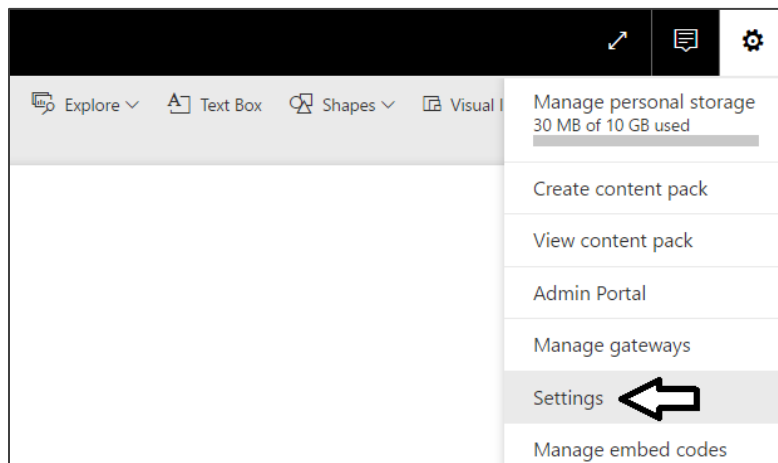 Explore
Text Box
Shapes
Visual
Manage personal storage
30 MB of 10 GB used
Create content pack
View content pack
Admin Portal
Manage gateways
Settings
Manage embed codes